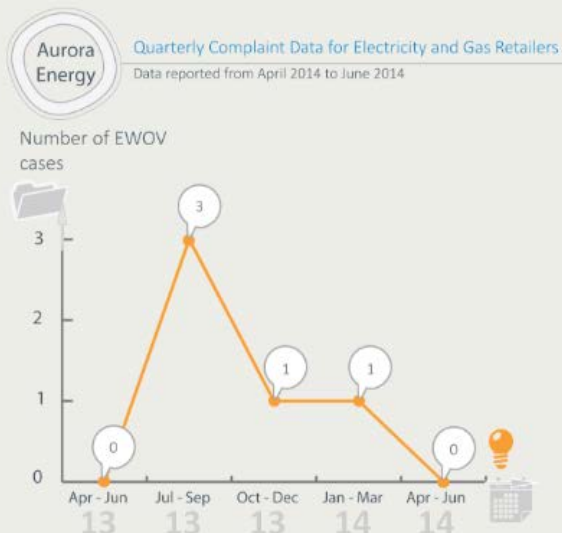 Aurora
Energy
Quarterly Complaint Data for Electricity and Gas Retailers
Data reported from April 2014 to June 2014
Number of EWOV
cases
3
3
2
1
1
1
0
0
0
Apr - Jun Jul - Sep Oct - Dec Jan - Mar Apr - Jun
13 13 13 14 14